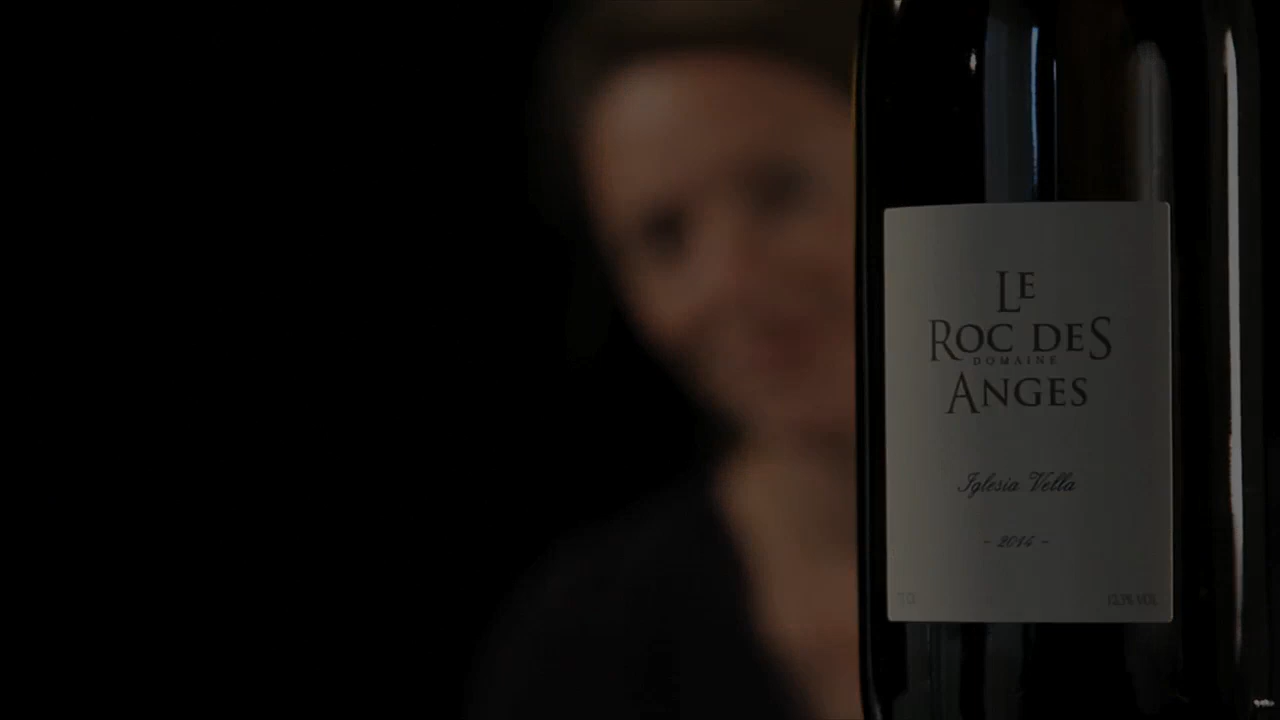 LE
ROC DES
DOMAINE
ANGES
Iglesia Vella
- 2014 -